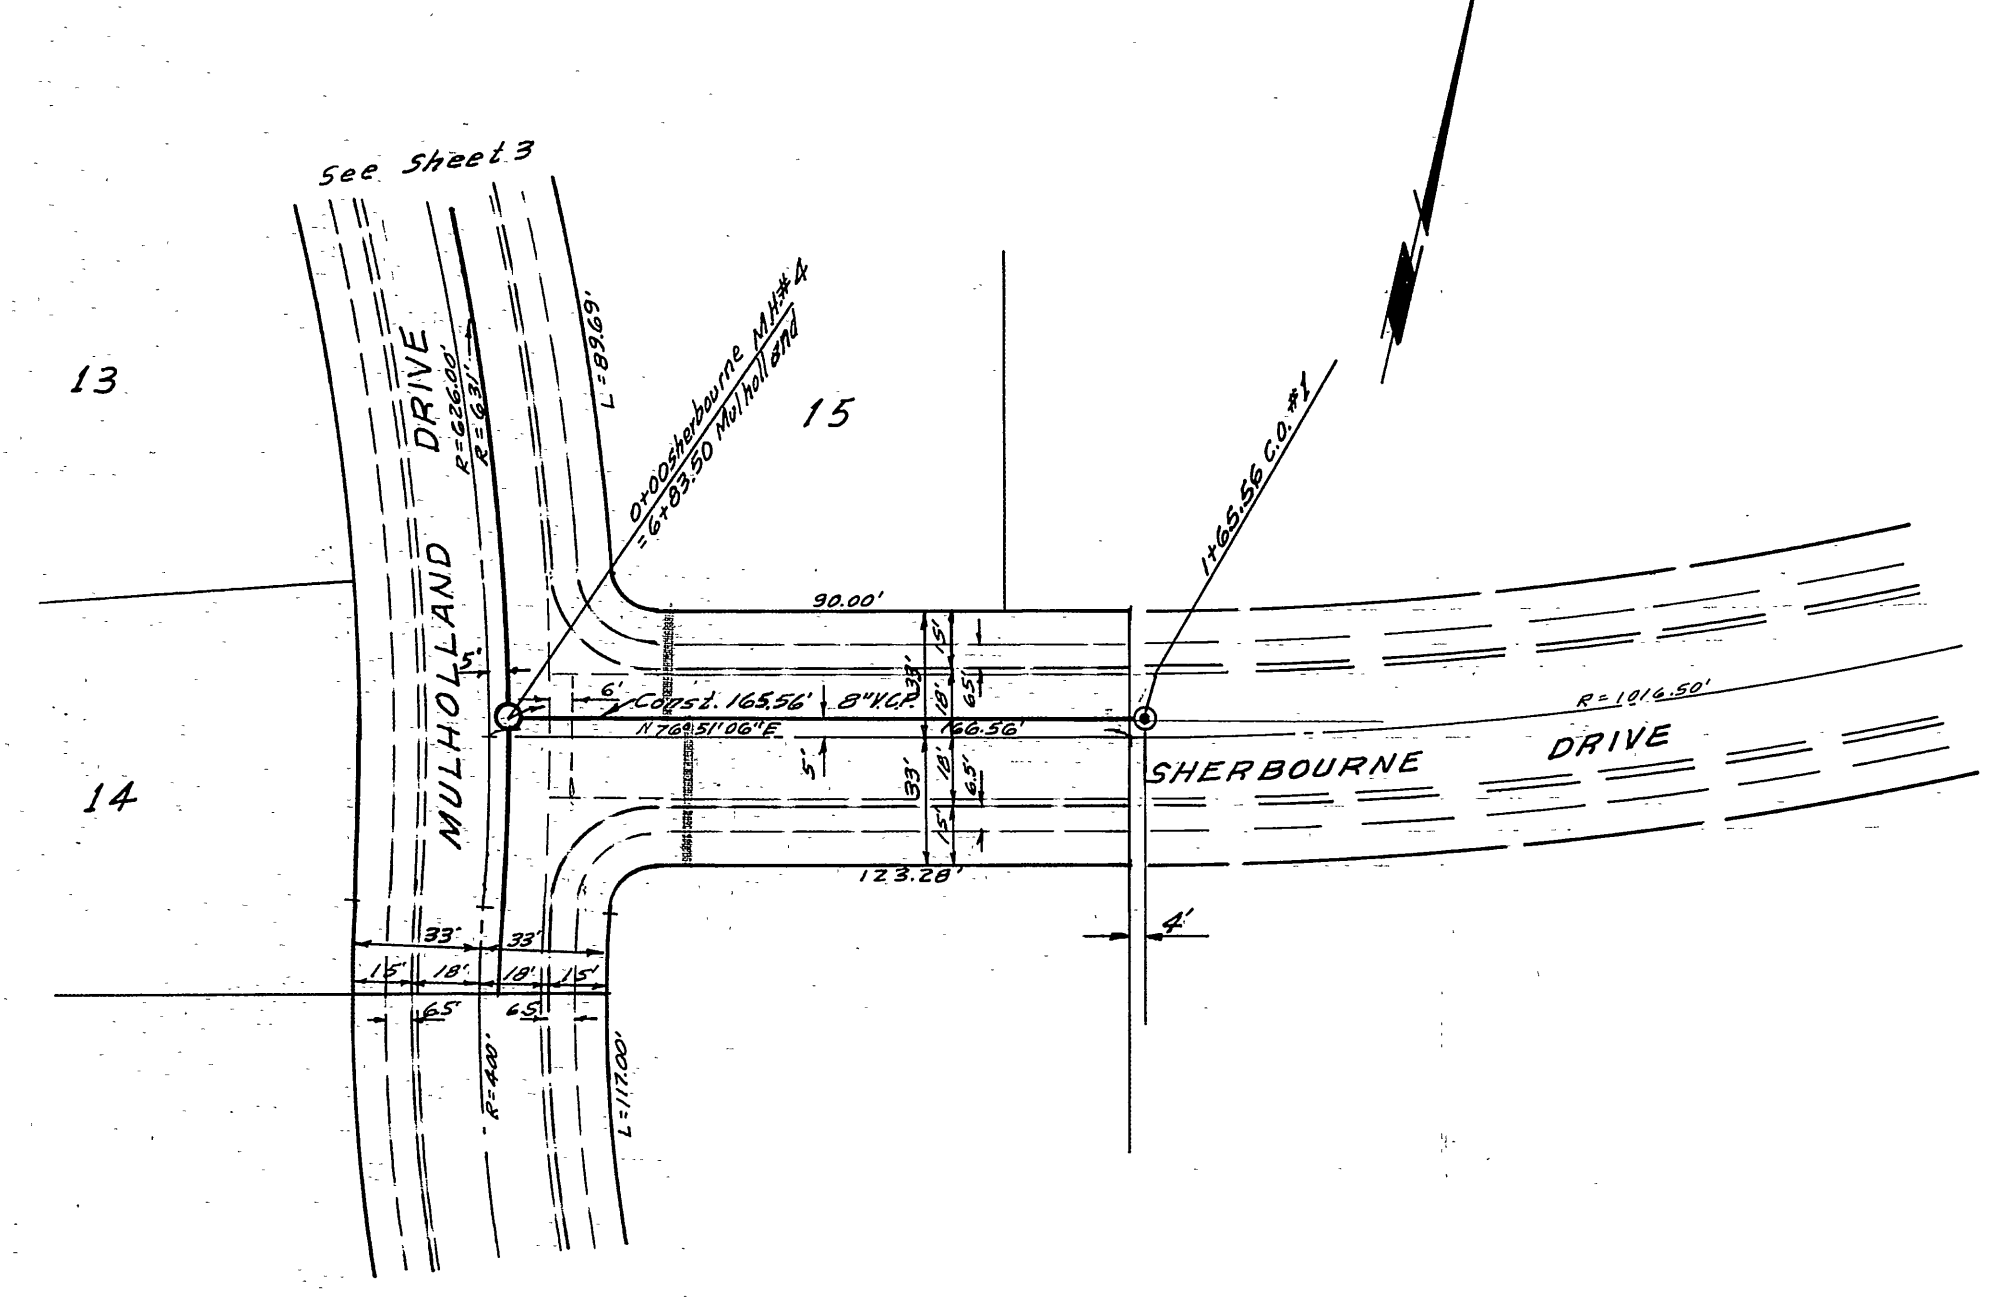 See Sheet 3
13
14
15
MULHOLLAND DRIVE
R=626.00'
R=631'
L=89.69'
0+00 Sherbourne M.H.#4
=6+83.50 Mulholland
1+65.56 C.O.#1
90.00'
5'
6'
Const. 165.56' 8" V.C.P.
N 76°51'06"E 166.56'
5'
33'
15'
18'
6.5'
33'
18'
15'
6.5'
123.28'
R=1016.50'
SHERBOURNE DRIVE
4'
33' 33'
15' 18' 18' 15'
6.5' 6.5'
R=400'
L=117.00'